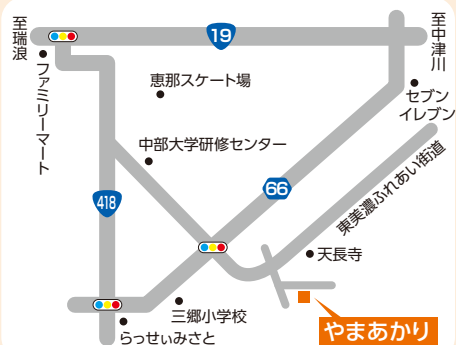 至瑞浪
19
至中津川
ファミリーマート
恵那スケート場
セブン
イレブン
中部大学研修センター
東美濃ふれあい街道
66
418
天長寺
三郷小学校
らっせぃみさと
やまあかり